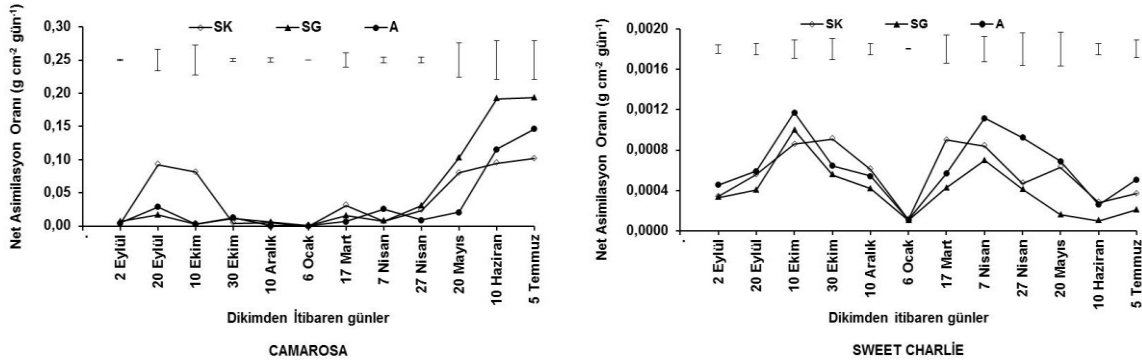 SK SG A
Net Asimilasyon Oranı (g cm-2 gün-1)
0,30
0,25
0,20
0,15
0,10
0,05
0,00
2 Eylül
20 Eylül
10 Ekim
30 Ekim
10 Aralık
6 Ocak
17 Mart
7 Nisan
27 Nisan
20 Mayıs
10 Haziran
5 Temmuz
Dikimden İtibaren günler
CAMAROSA
SK SG A
Net Asimilasyon Oranı (g cm-2 gün-1)
0,0020
0,0016
0,0012
0,0008
0,0004
0,0000
2 Eylül
20 Eylül
10 Ekim
30 Ekim
10 Aralık
6 Ocak
17 Mart
7 Nisan
27 Nisan
20 Mayıs
10 Haziran
5 Temmuz
Dikimden itibaren günler
SWEET CHARLİE